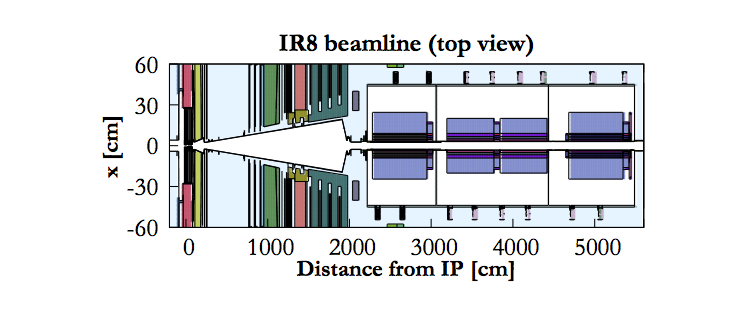 IR8 beamline (top view)
60
30
0
-30
-60
x [cm]
0 1000 2000 3000 4000 5000
Distance from IP [cm]